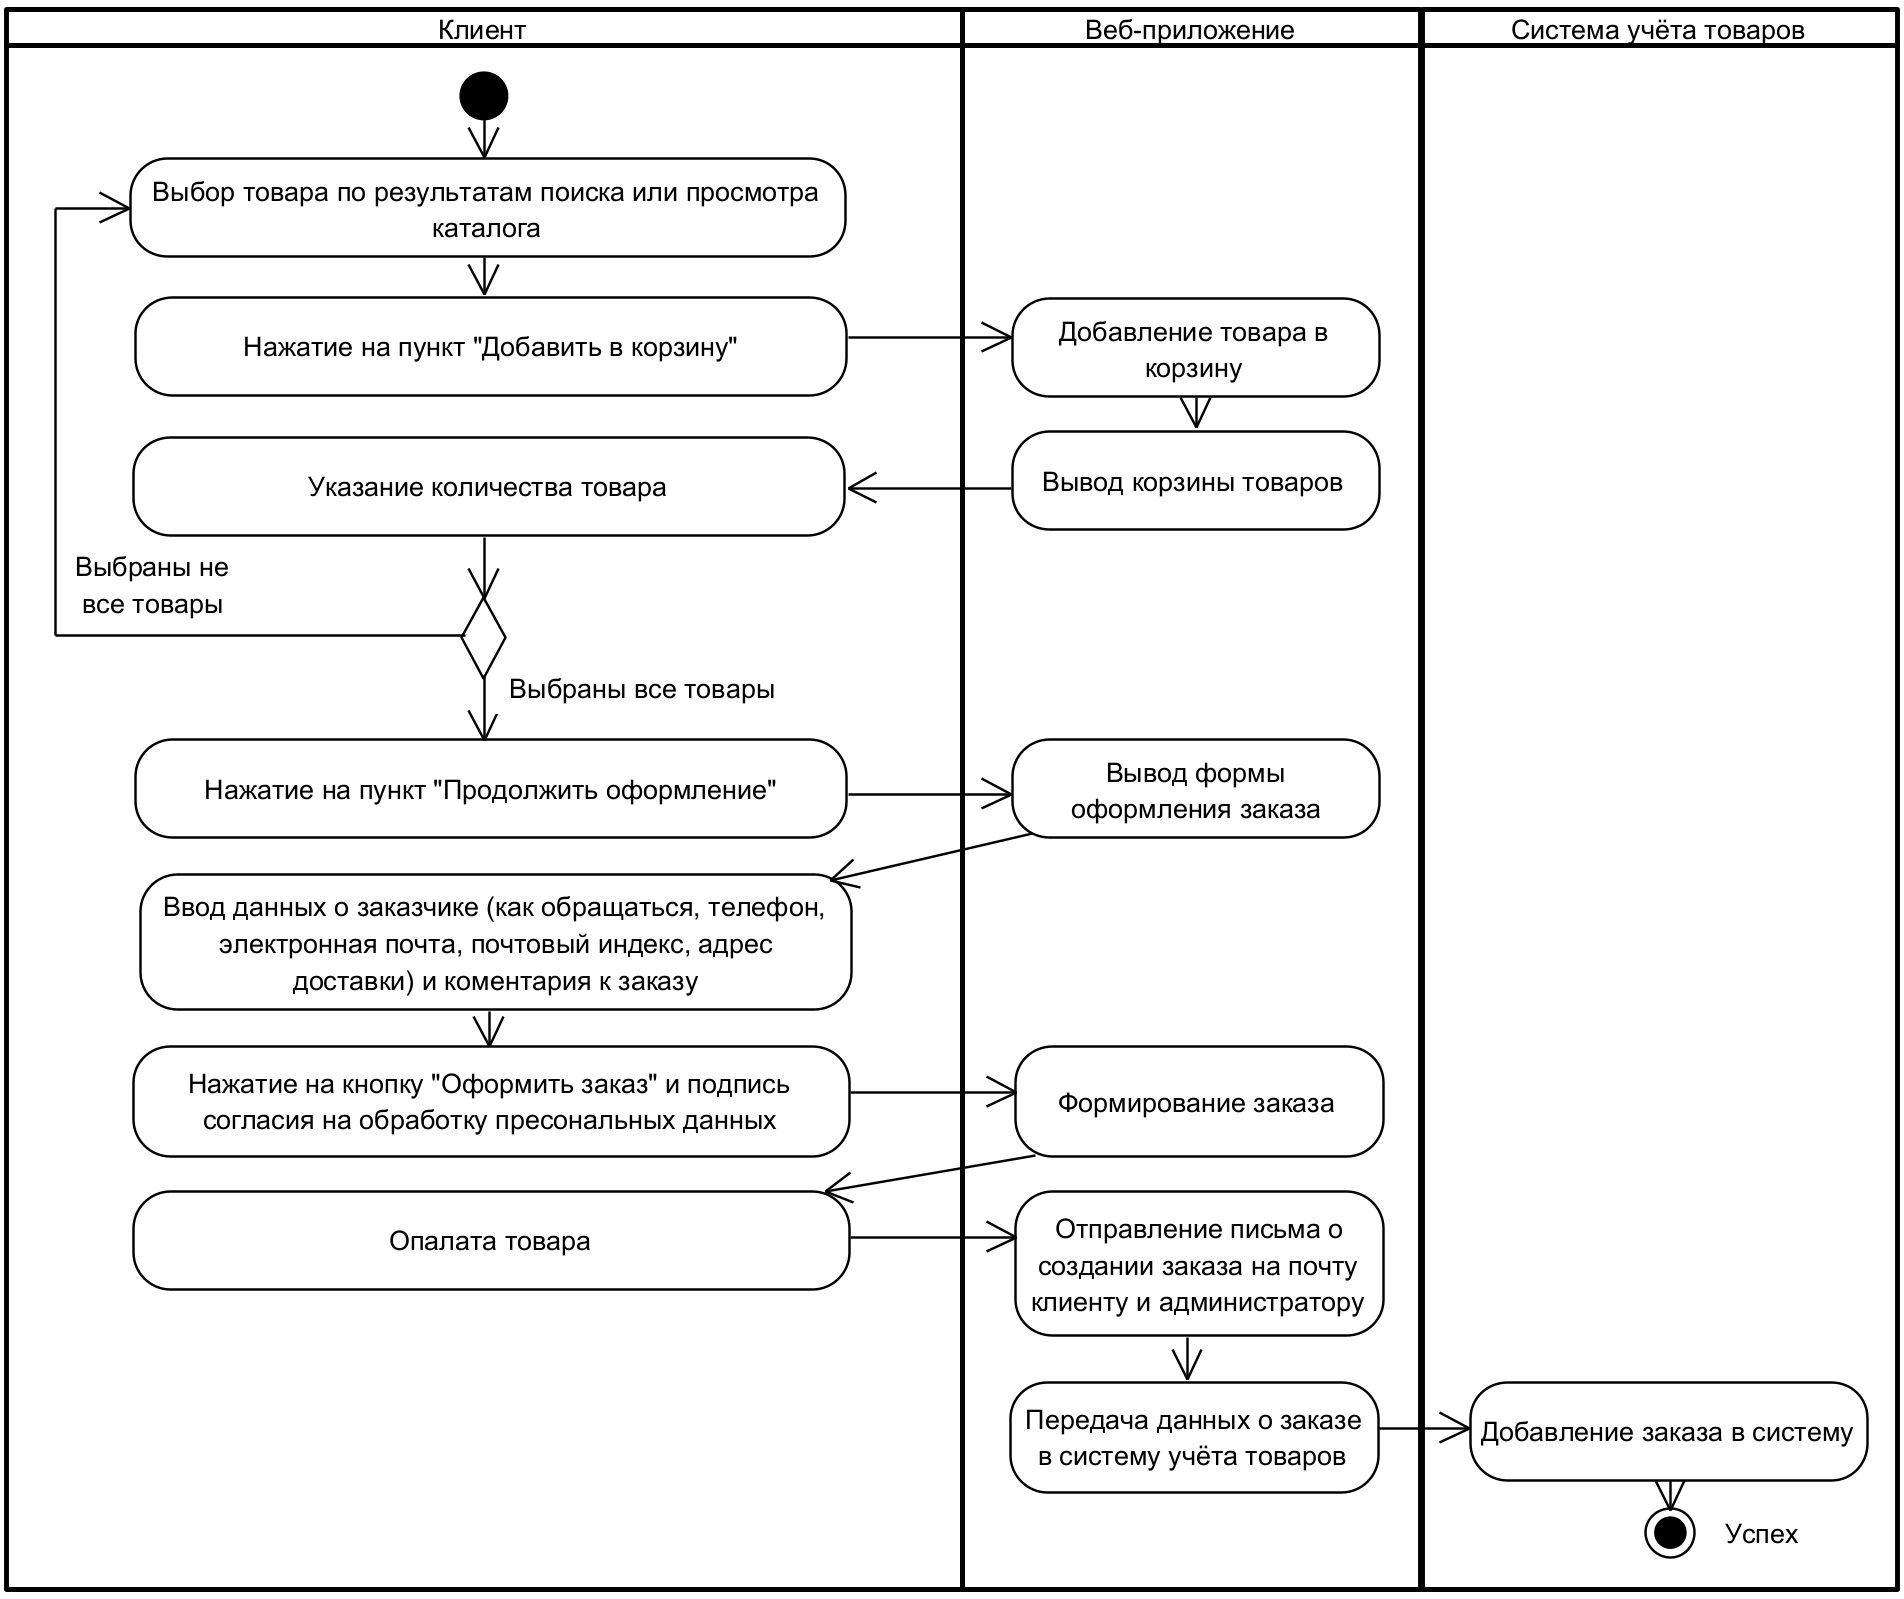 Клиент
Веб-приложение
Система учёта товаров
Выбор товара по результатам поиска или просмотра
каталога
Нажатие на пункт "Добавить в корзину"
Добавление товара в
корзину
Указание количества товара
Вывод корзины товаров
Выбраны не
все товары
Выбраны все товары
Нажатие на пункт "Продолжить оформление"
Вывод формы
оформления заказа
Ввод данных о заказчике (как обращаться, телефон,
электронная почта, почтовый индекс, адрес
доставки) и коментария к заказу
Нажатие на кнопку "Оформить заказ" и подпись
согласия на обработку пресональных данных
Формирование заказа
Опалата товара
Отправление письма о
создании заказа на почту
клиенту и администратору
Передача данных о заказе
в систему учёта товаров
Добавление заказа в систему
Успех